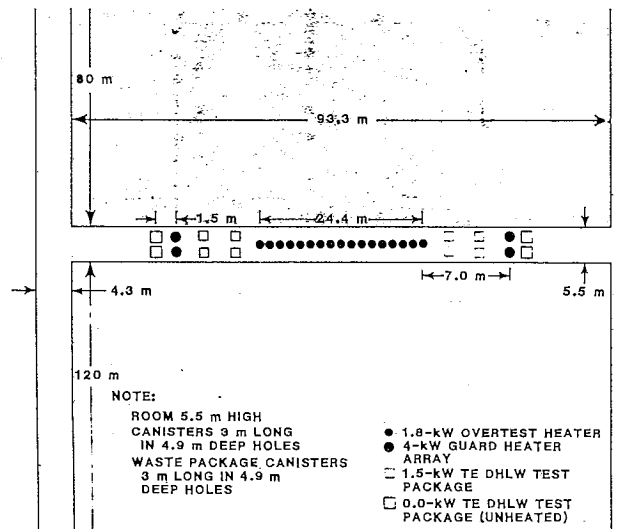 80 m
93.3 m
1.5 m
24.4 m
7.0 m
4.3 m
5.5 m
120 m
NOTE:
ROOM 5.5 m HIGH
CANISTERS 3 m LONG
IN 4.9 m DEEP HOLES
WASTE PACKAGE CANISTERS
3 m LONG IN 4.9 m
DEEP HOLES
1.8-kW OVERTEST HEATER
4-kW GUARD HEATER
ARRAY
1.5-kW TE DHLW TEST
PACKAGE
0.0-kW TE DHLW TEST
PACKAGE (UNHEATED)